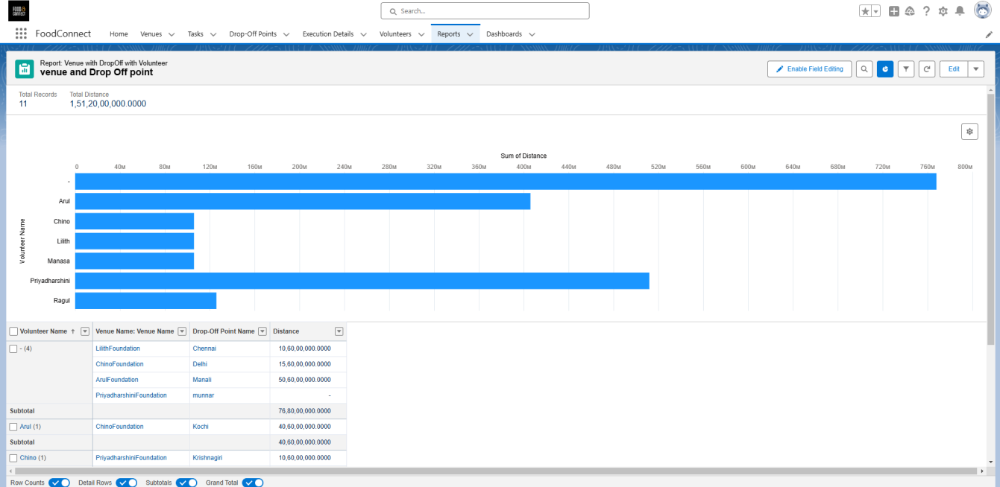 FOOD &
CONNECT
Search...
FoodConnect Home Venues Tasks Drop-Off Points Execution Details Volunteers Reports Dashboards
Report: Venue with DropOff with Volunteer
venue and Drop Off point
Enable Field Editing Edit
Total Records Total Distance
11 1,51,20,00,000.0000
Sum of Distance
0 40M 80M 120M 160M 200M 240M 280M 320M 360M 400M 440M 480M 520M 560M 600M 640M 680M 720M 760M 800M
Volunteer Name
-
Arul
Chino
Lilith
Manasa
Priyadharshini
Ragul
Volunteer Name ↑ Venue Name: Venue Name Drop-Off Point Name Distance
- (4) LilithFoundation Chennai 10,60,00,000.0000
ChinoFoundation Delhi 15,60,00,000.0000
ArulFoundation Manali 50,60,00,000.0000
PriyadharshiniFoundation munnar -
Subtotal 76,80,00,000.0000
Arul (1) ChinoFoundation Kochi 40,60,00,000.0000
Subtotal 40,60,00,000.0000
Chino (1) PriyadharshiniFoundation Krishnagiri 10,60,00,000.0000
Row Counts Detail Rows Subtotals Grand Total